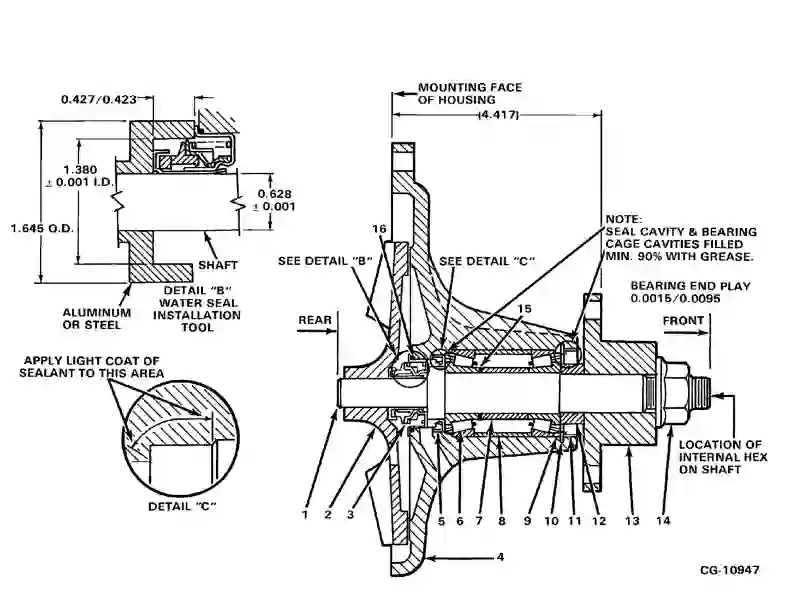 0.427/0.423
MOUNTING FACE
OF HOUSING
(4.417)
1.380
± 0.001 I.D.
0.628
± 0.001
1.645 O.D.
SHAFT
DETAIL "B"
WATER SEAL
INSTALLATION
TOOL
ALUMINUM
OR STEEL
16
SEE DETAIL "B"
SEE DETAIL "C"
NOTE:
SEAL CAVITY & BEARING
CAGE CAVITIES FILLED
MIN. 90% WITH GREASE.
BEARING END PLAY
0.0015/0.0095
15
REAR
FRONT
APPLY LIGHT COAT OF
SEALANT TO THIS AREA
DETAIL "C"
LOCATION OF
INTERNAL HEX
ON SHAFT
1 2 3 5 6 7 8 9 10 11 12 13 14
4
CG-10947